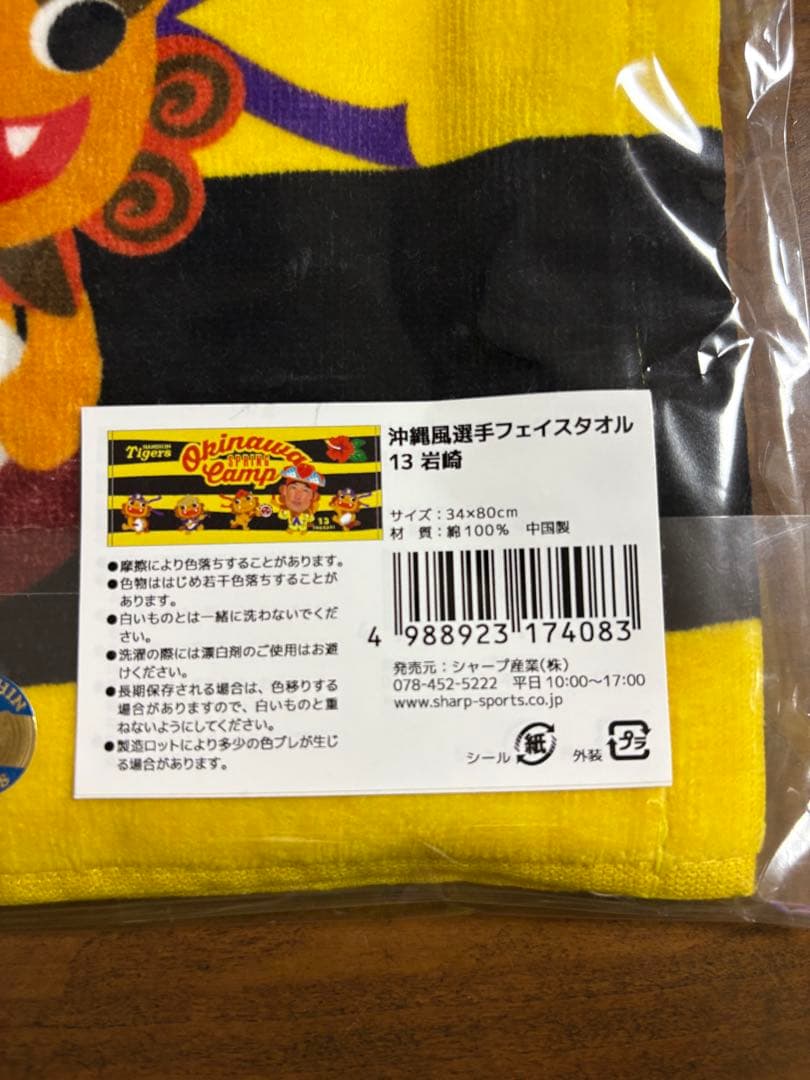 HANSHIN
Tigers
Okinawa
SPRING
Camp
13
IWAZAKI
沖縄風選手フェイスタオル
13 岩崎
サイズ：34×80cm
材　質：綿100％　中国製
●摩擦により色落ちすることがあります。
●色物ははじめ若干色落ちすることが
あります。
●白いものとは一緒に洗わないでくだ
さい。
●洗濯の際には漂白剤のご使用はお避
けください。
●長期保存される場合は、色移りする
場合がありますので、白いものと重
ねないようにしてください。
●製造ロットにより多少の色ブレが生じ
る場合があります。
4 988923 174083
発売元：シャープ産業(株)
078-452-5222　平日 10:00～17:00
www.sharp-sports.co.jp
シール 紙 外装 プラ